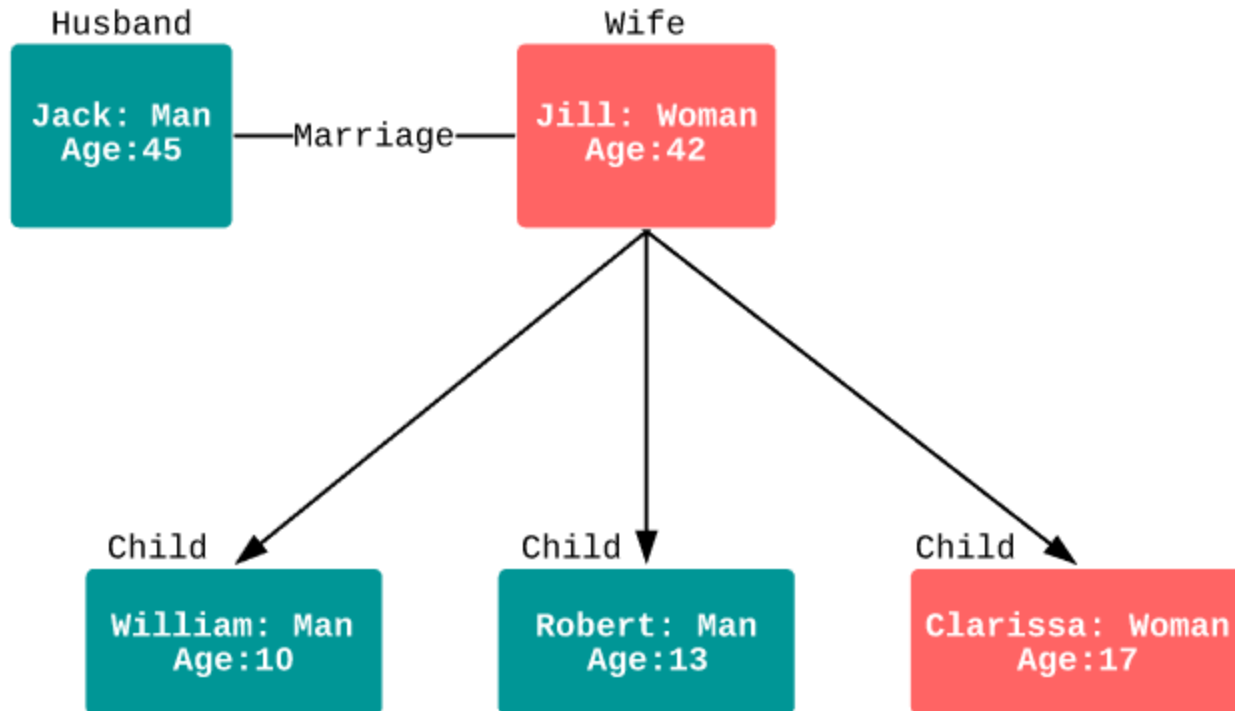 Husband
Wife
Jack: Man
Age:45
Marriage
Jill: Woman
Age:42
Child
Child
Child
William: Man
Age:10
Robert: Man
Age:13
Clarissa: Woman
Age:17